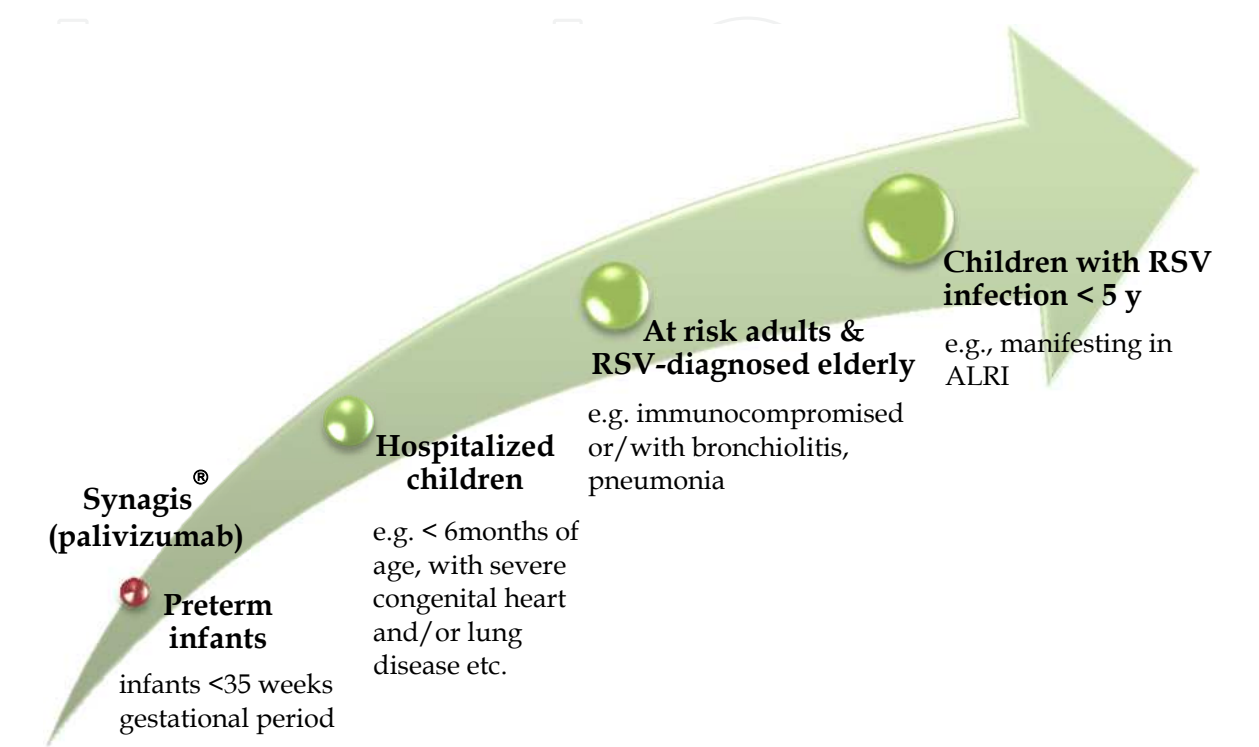 Synagis®
(palivizumab)
Preterm
infants
infants <35 weeks
gestational period
Hospitalized
children
e.g. < 6months of
age, with severe
congenital heart
and/or lung
disease etc.
At risk adults &
RSV-diagnosed elderly
e.g. immunocompromised
or/with bronchiolitis,
pneumonia
Children with RSV
infection < 5 y
e.g., manifesting in
ALRI